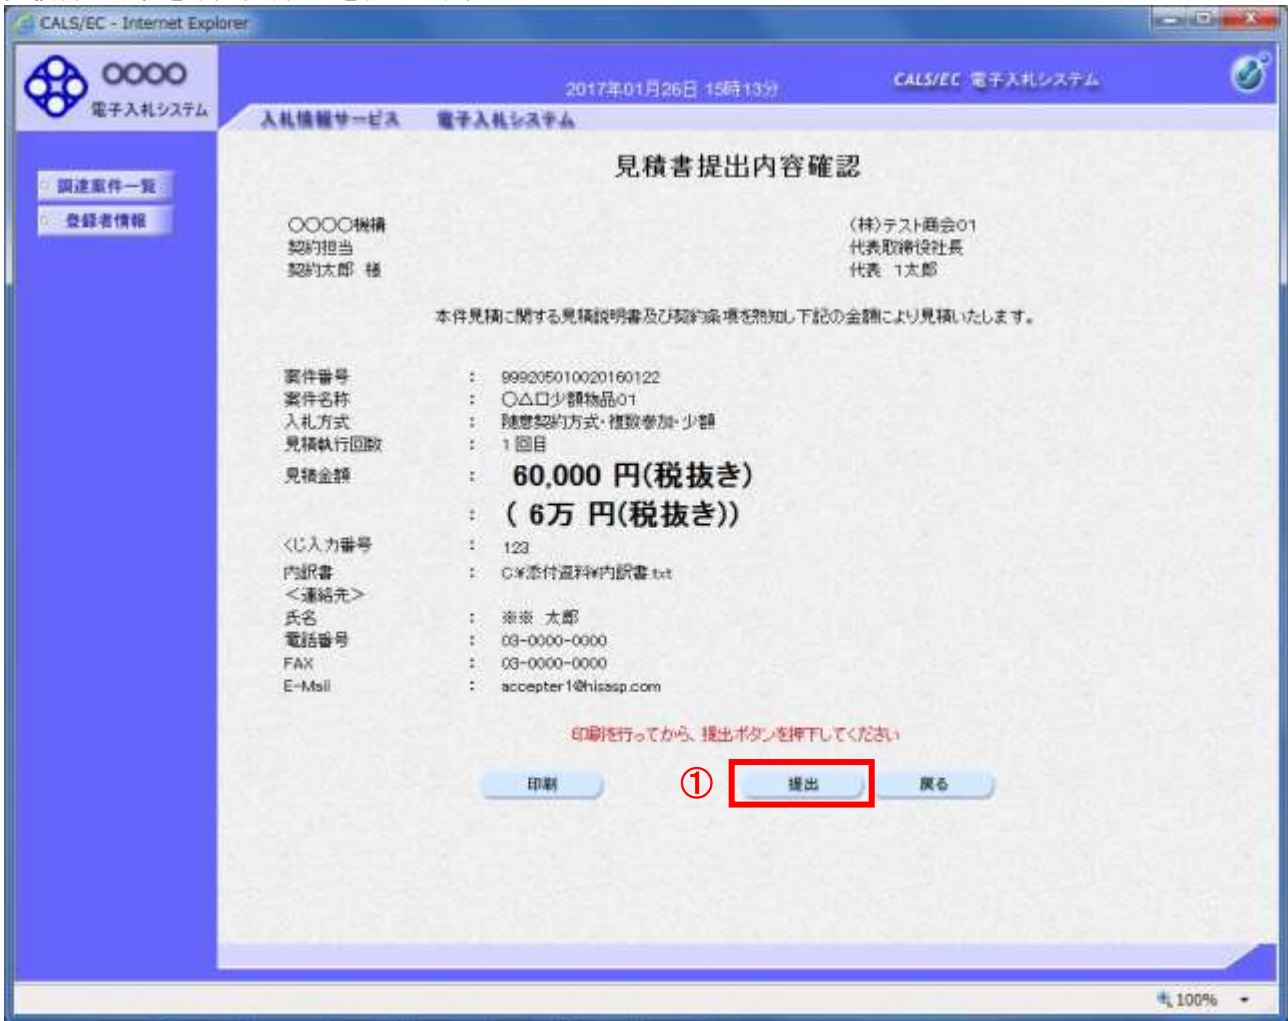 CALS/EC - Internet Explorer
○○○○
電子入札システム
2017年01月26日 15時13分
CALS/EC 電子入札システム
入札情報サービス 電子入札システム
調達案件一覧
登録者情報
見積書提出内容確認
○○○○機構
契約担当
契約太郎 様
(株)テスト商会01
代表取締役社長
代表 1太郎
本件見積に関する見積説明書及び契約条項を熟知し下記の金額により見積いたします。
案件番号 : 999205010020160122
案件名称 : ○△口少額物品01
入札方式 : 随意契約方式・複数参加・少額
見積執行回数 : 1回目
見積金額 : 60,000 円(税抜き)
: ( 6万 円(税抜き))
くじ入力番号 : 123
内訳書 : C:¥添付資料¥内訳書.txt
<連絡先>
氏名 : ※※ 太郎
電話番号 : 03-0000-0000
FAX : 03-0000-0000
E-Mail : accepter1@hisasp.com
印刷を行ってから、提出ボタンを押下してください
印刷 ① 提出 戻る
100%